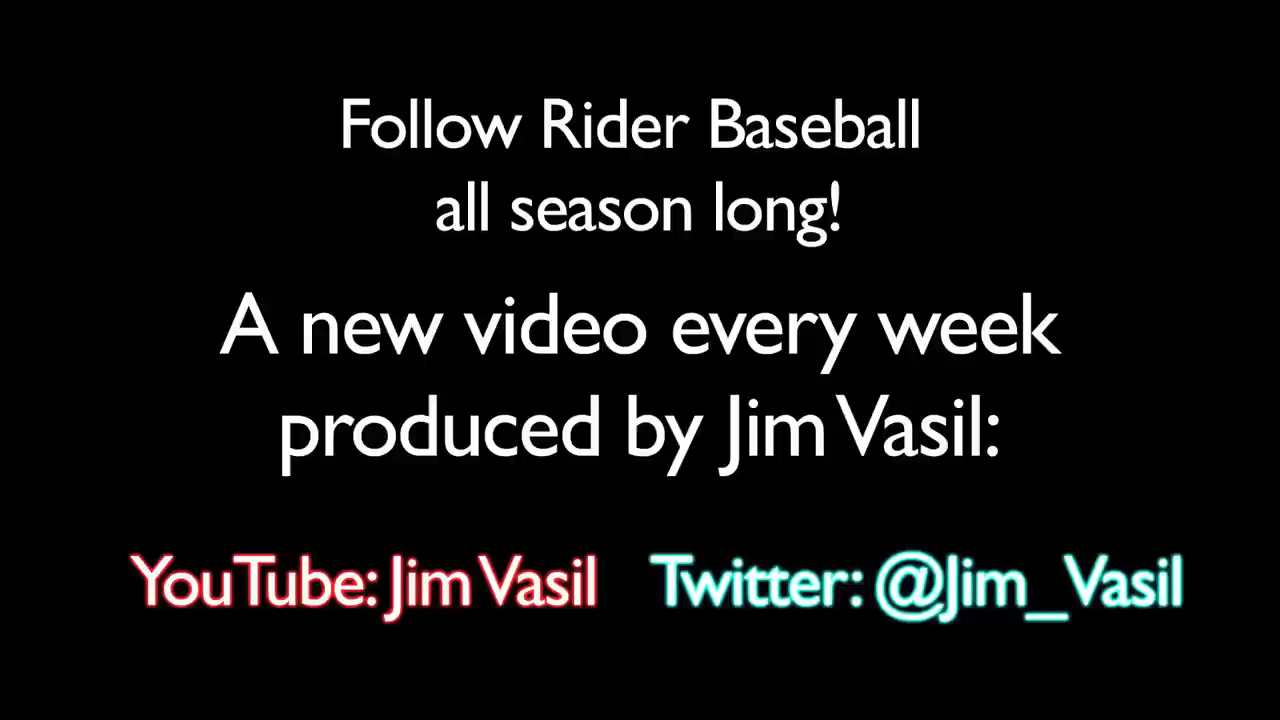 Follow Rider Baseball
all season long!
A new video every week
produced by Jim Vasil:
YouTube: Jim Vasil Twitter: @Jim_Vasil